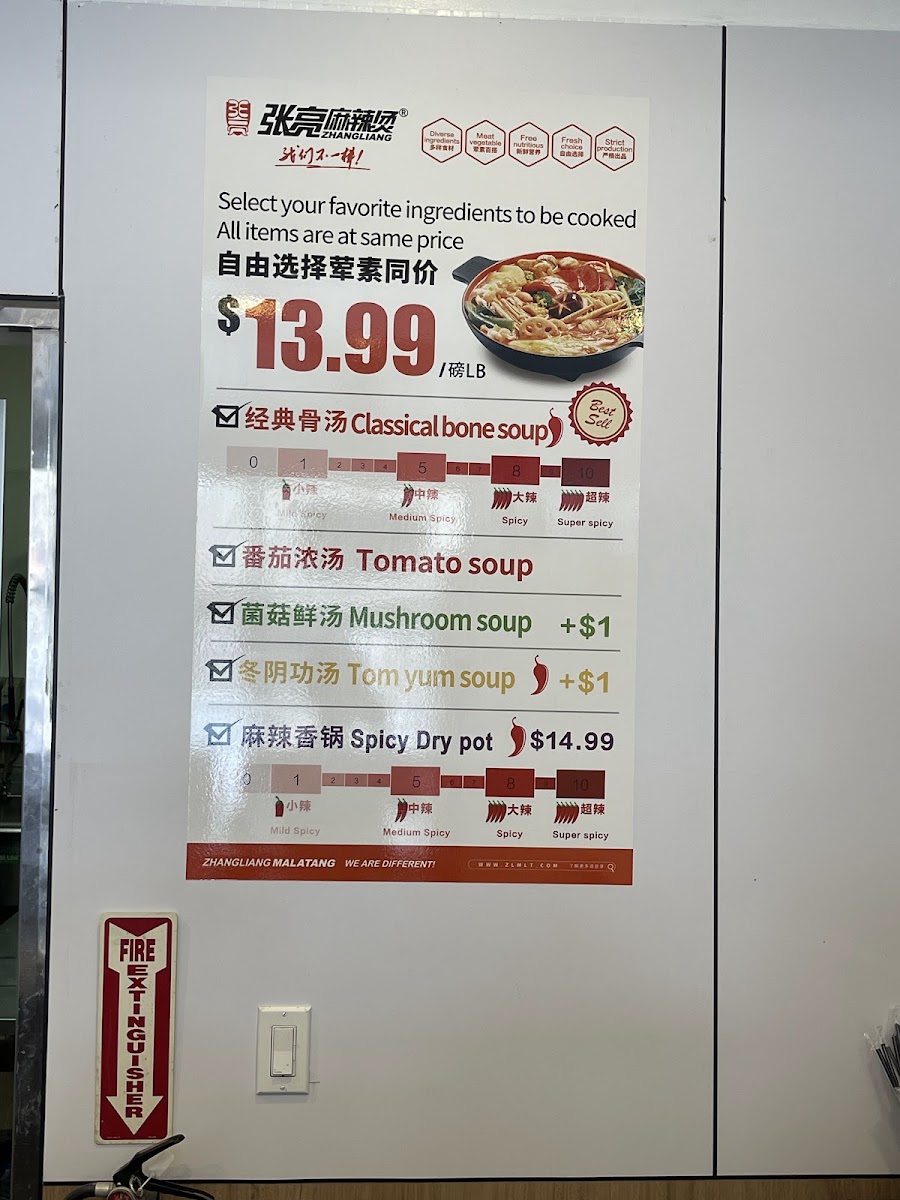 张亮
张亮麻辣烫®
ZHANGLIANG
我们不一样!
Diverse
ingredients
多样食材
Meat
vegetable
荤素百搭
Free
nutritious
新鲜营养
Fresh
choice
自由选择
Strict
production
严格出品
Select your favorite ingredients to be cooked
All items are at same price
自由选择荤素同价
$13.99/磅LB
经典骨汤 Classical bone soup
Best
Sell
0 1 2 3 4 5 6 7 8 9 10
小辣 中辣 大辣 超辣
Mild Spicy Medium Spicy Spicy Super spicy
番茄浓汤 Tomato soup
菌菇鲜汤 Mushroom soup +$1
冬阴功汤 Tom yum soup +$1
麻辣香锅 Spicy Dry pot $14.99
0 1 2 3 4 5 6 7 8 9 10
小辣 中辣 大辣 超辣
Mild Spicy Medium Spicy Spicy Super spicy
ZHANGLIANG MALATANG WE ARE DIFFERENT! WWW.ZLMLT.COM
FIRE
EXTINGUISHER